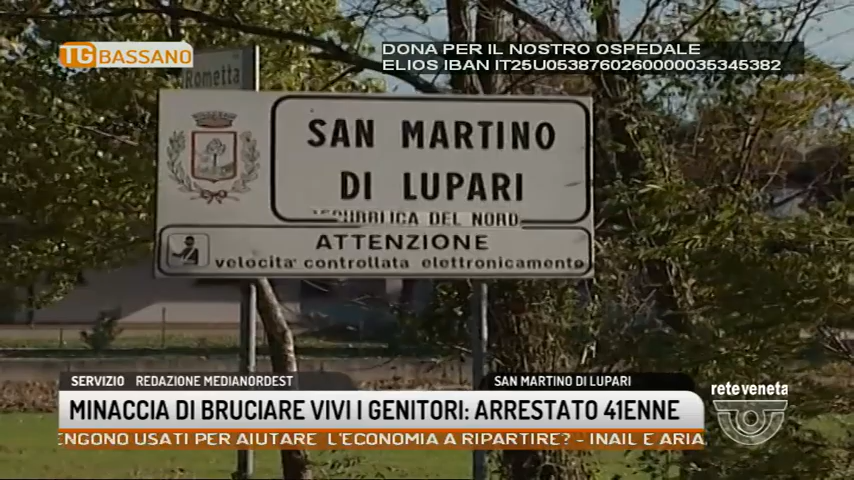 TG BASSANO
DONA PER IL NOSTRO OSPEDALE
ELIOS IBAN IT25U0538760260000035345382
Rometta
SAN MARTINO
DI LUPARI
REPUBBLICA DEL NORD
ATTENZIONE
velocita' controllata elettronicamente
SERVIZIO REDAZIONE MEDIANORDEST
SAN MARTINO DI LUPARI
MINACCIA DI BRUCIARE VIVI I GENITORI: ARRESTATO 41ENNE
reteveneta
ENGONO USATI PER AIUTARE L'ECONOMIA A RIPARTIRE? - INAIL E ARIA